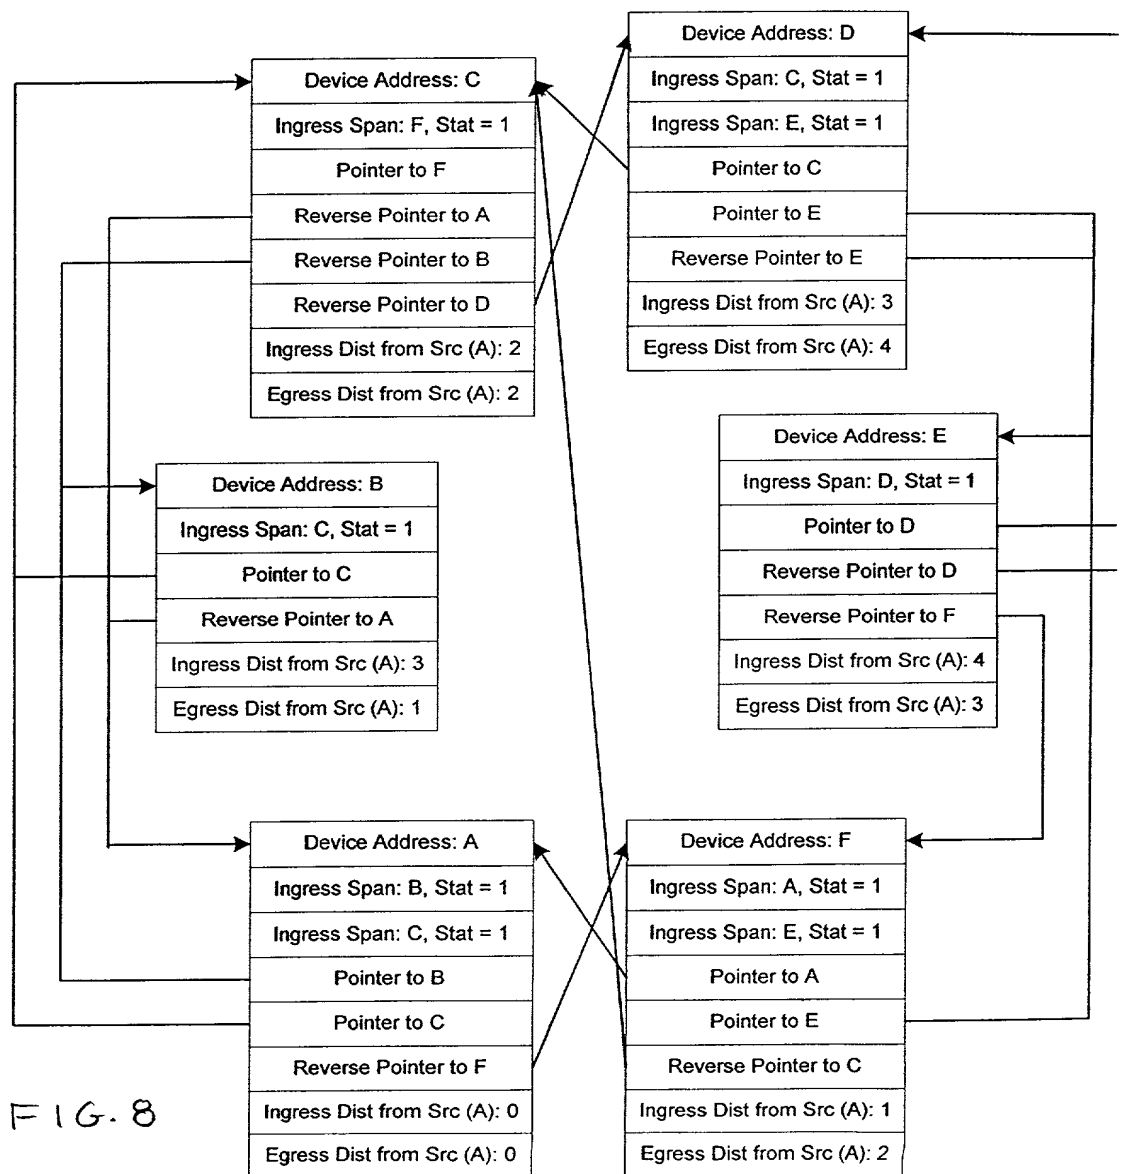 Device Address: C
Ingress Span: F, Stat = 1
Pointer to F
Reverse Pointer to A
Reverse Pointer to B
Reverse Pointer to D
Ingress Dist from Src (A): 2
Egress Dist from Src (A): 2
Device Address: D
Ingress Span: C, Stat = 1
Ingress Span: E, Stat = 1
Pointer to C
Pointer to E
Reverse Pointer to E
Ingress Dist from Src (A): 3
Egress Dist from Src (A): 4
Device Address: B
Ingress Span: C, Stat = 1
Pointer to C
Reverse Pointer to A
Ingress Dist from Src (A): 3
Egress Dist from Src (A): 1
Device Address: E
Ingress Span: D, Stat = 1
Pointer to D
Reverse Pointer to D
Reverse Pointer to F
Ingress Dist from Src (A): 4
Egress Dist from Src (A): 3
Device Address: A
Ingress Span: B, Stat = 1
Ingress Span: C, Stat = 1
Pointer to B
Pointer to C
Reverse Pointer to F
Ingress Dist from Src (A): 0
Egress Dist from Src (A): 0
Device Address: F
Ingress Span: A, Stat = 1
Ingress Span: E, Stat = 1
Pointer to A
Pointer to E
Reverse Pointer to C
Ingress Dist from Src (A): 1
Egress Dist from Src (A): 2
FIG. 8